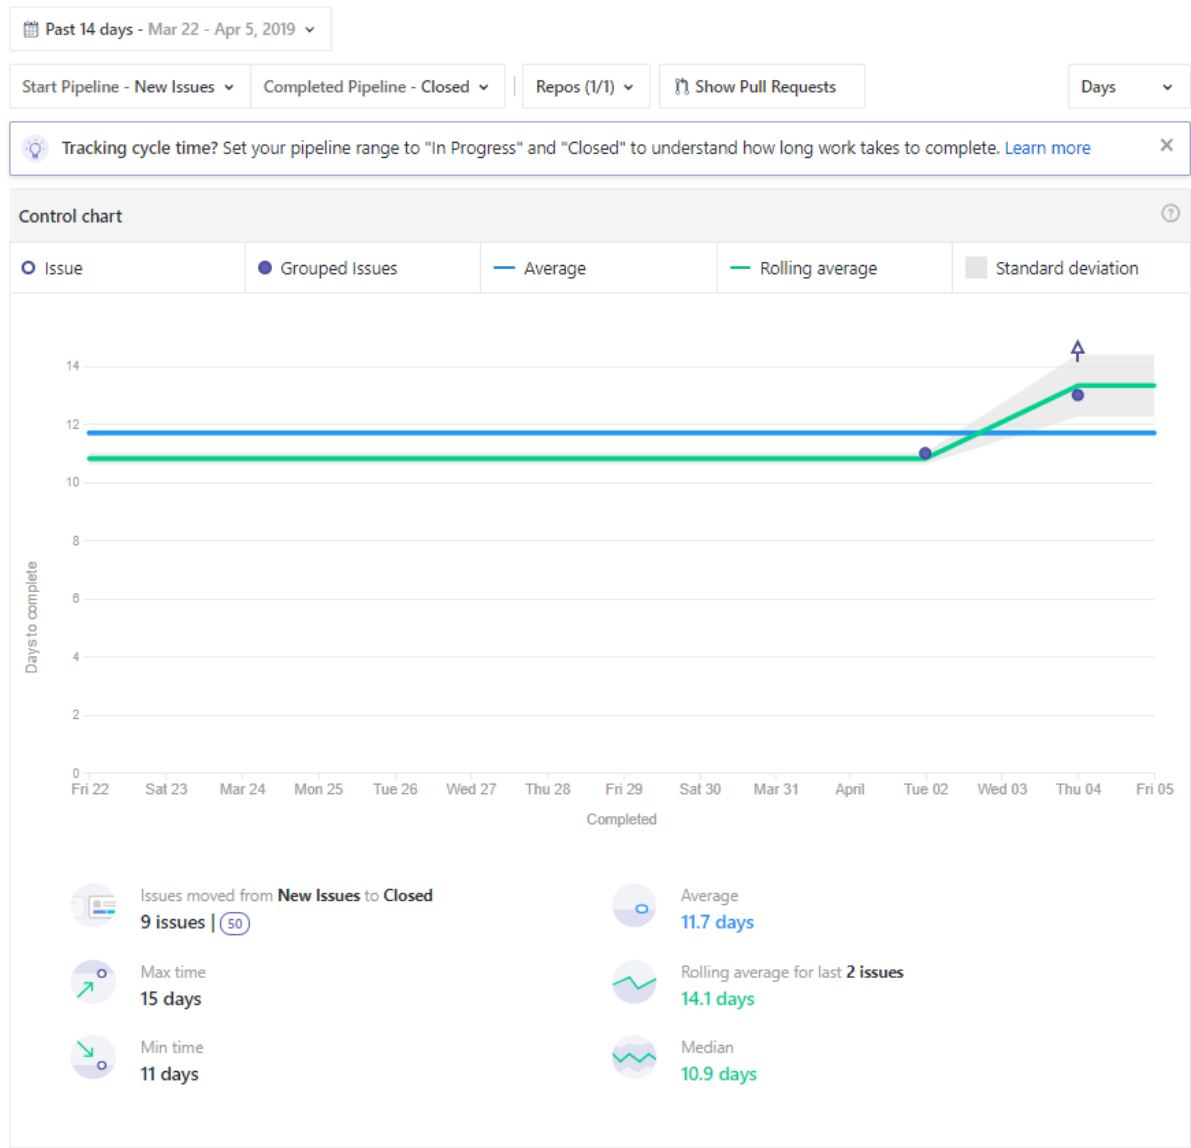 Past 14 days - Mar 22 - Apr 5, 2019
Start Pipeline - New Issues Completed Pipeline - Closed Repos (1/1) Show Pull Requests Days
Tracking cycle time? Set your pipeline range to "In Progress" and "Closed" to understand how long work takes to complete. Learn more
Control chart
Issue Grouped Issues Average Rolling average Standard deviation
14
12
10
8
6
4
2
0
Days to complete
Fri 22 Sat 23 Mar 24 Mon 25 Tue 26 Wed 27 Thu 28 Fri 29 Sat 30 Mar 31 April Tue 02 Wed 03 Thu 04 Fri 05
Completed
Issues moved from New Issues to Closed
9 issues | 50
Average
11.7 days
Max time
15 days
Rolling average for last 2 issues
14.1 days
Min time
11 days
Median
10.9 days